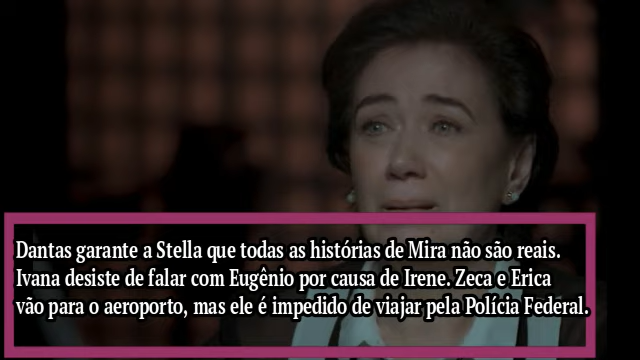 Dantas garante a Stella que todas as histórias de Mira não são reais.
Ivana desiste de falar com Eugênio por causa de Irene. Zeca e Erica
vão para o aeroporto, mas ele é impedido de viajar pela Polícia Federal.